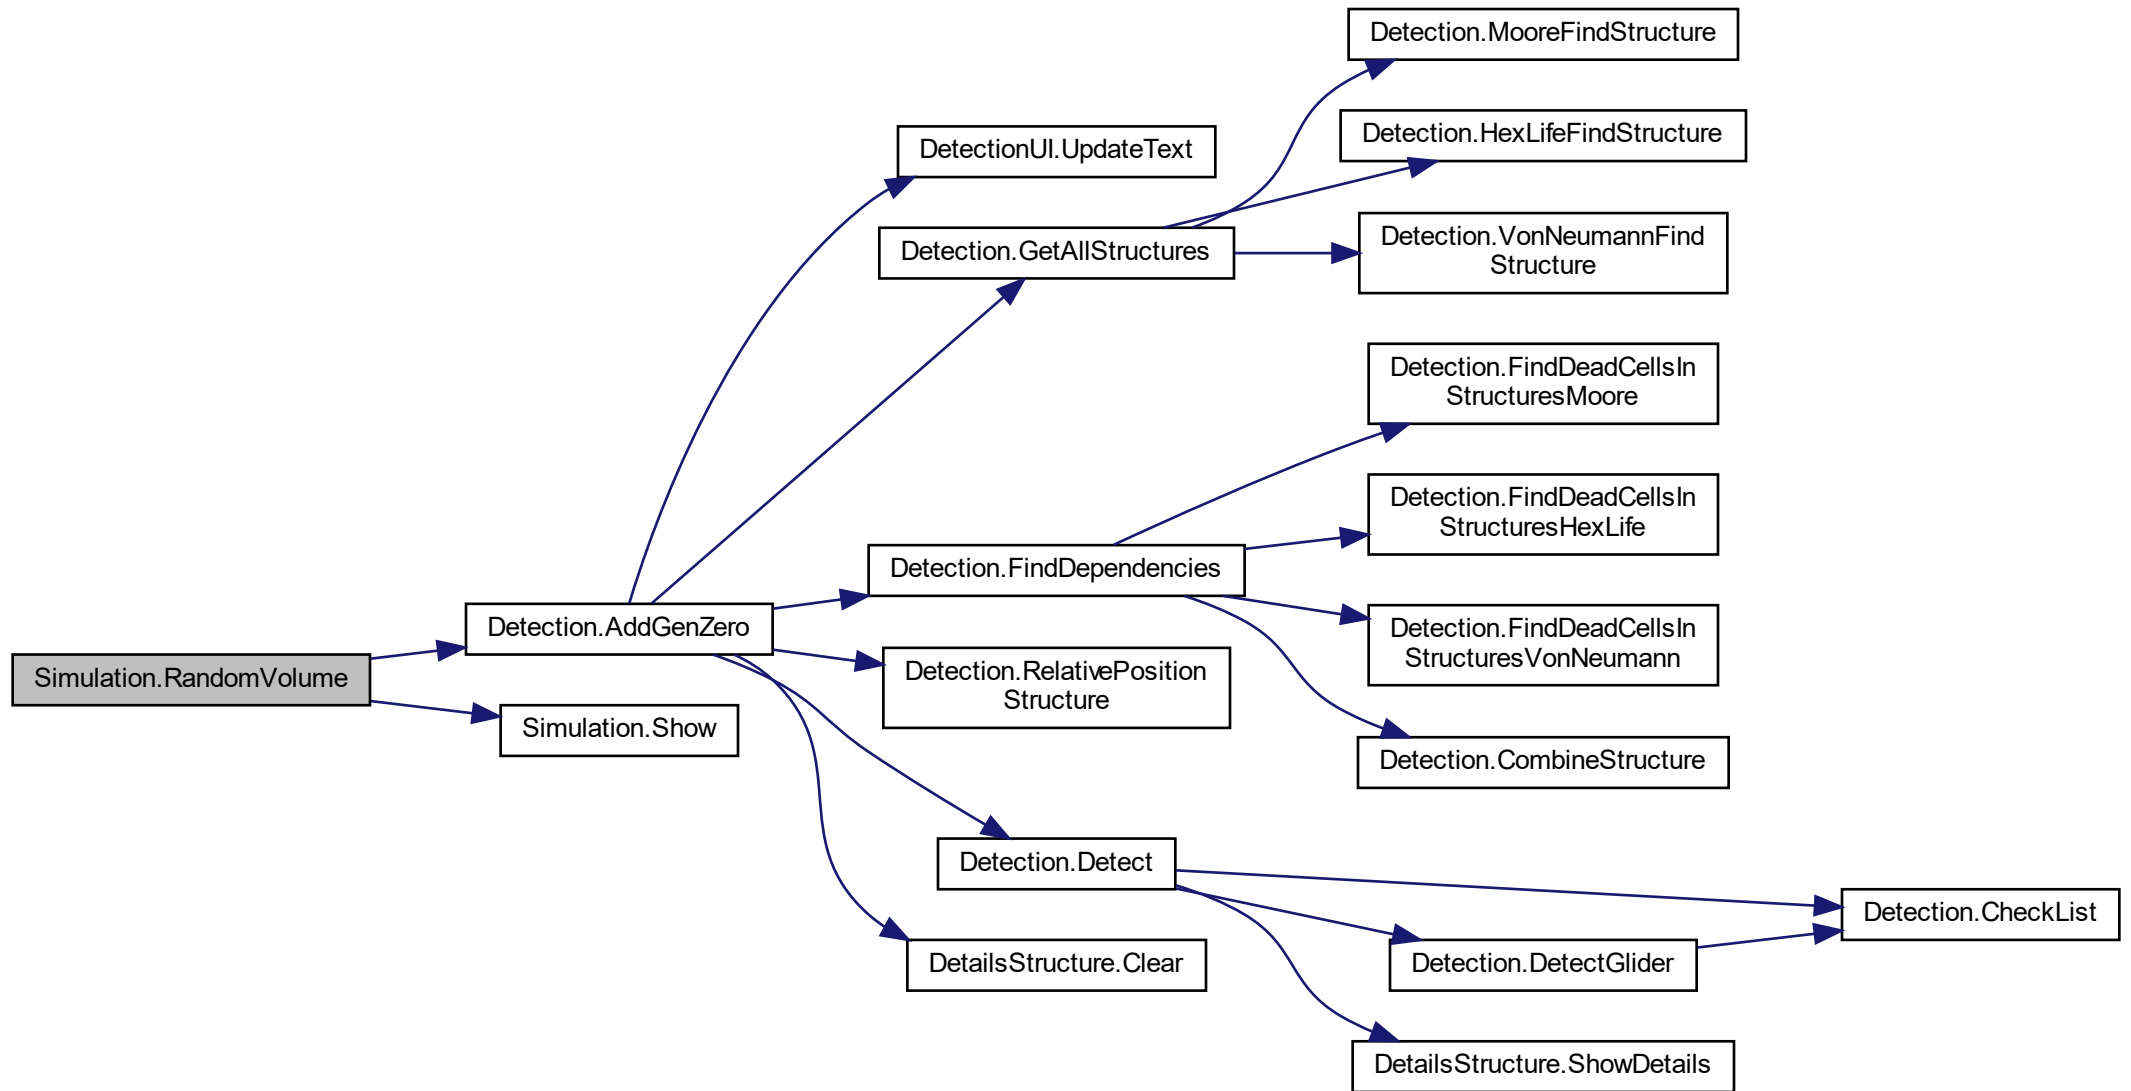 Detection.MooreFindStructure
Detection.HexLifeFindStructure
DetectionUI.UpdateText
Detection.GetAllStructures
Detection.VonNeumannFind
Structure
Detection.FindDeadCellsIn
StructuresMoore
Detection.FindDeadCellsIn
StructuresHexLife
Detection.FindDependencies
Detection.AddGenZero
Detection.FindDeadCellsIn
StructuresVonNeumann
Simulation.RandomVolume
Detection.RelativePosition
Structure
Simulation.Show
Detection.CombineStructure
Detection.Detect
Detection.CheckList
DetailsStructure.Clear
Detection.DetectGlider
DetailsStructure.ShowDetails